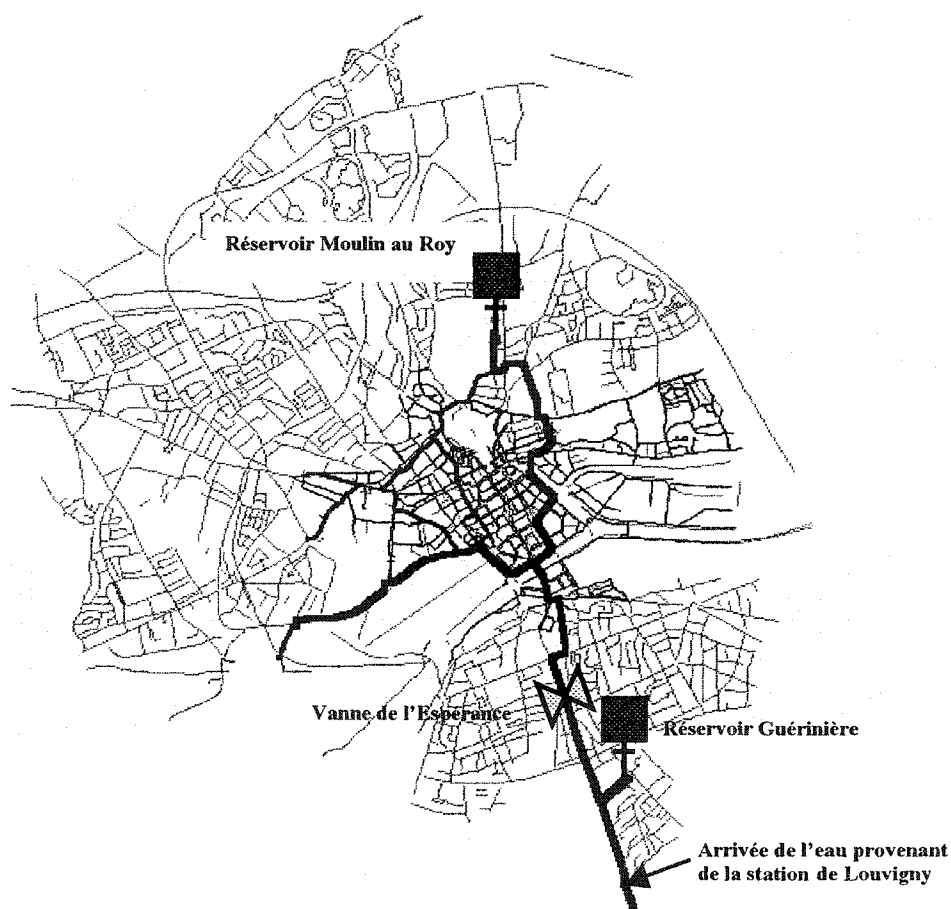 Réservoir Moulin au Roy
Vanne de l'Espérance
Réservoir Guérinière
Arrivée de l'eau provenant
de la station de Louvigny